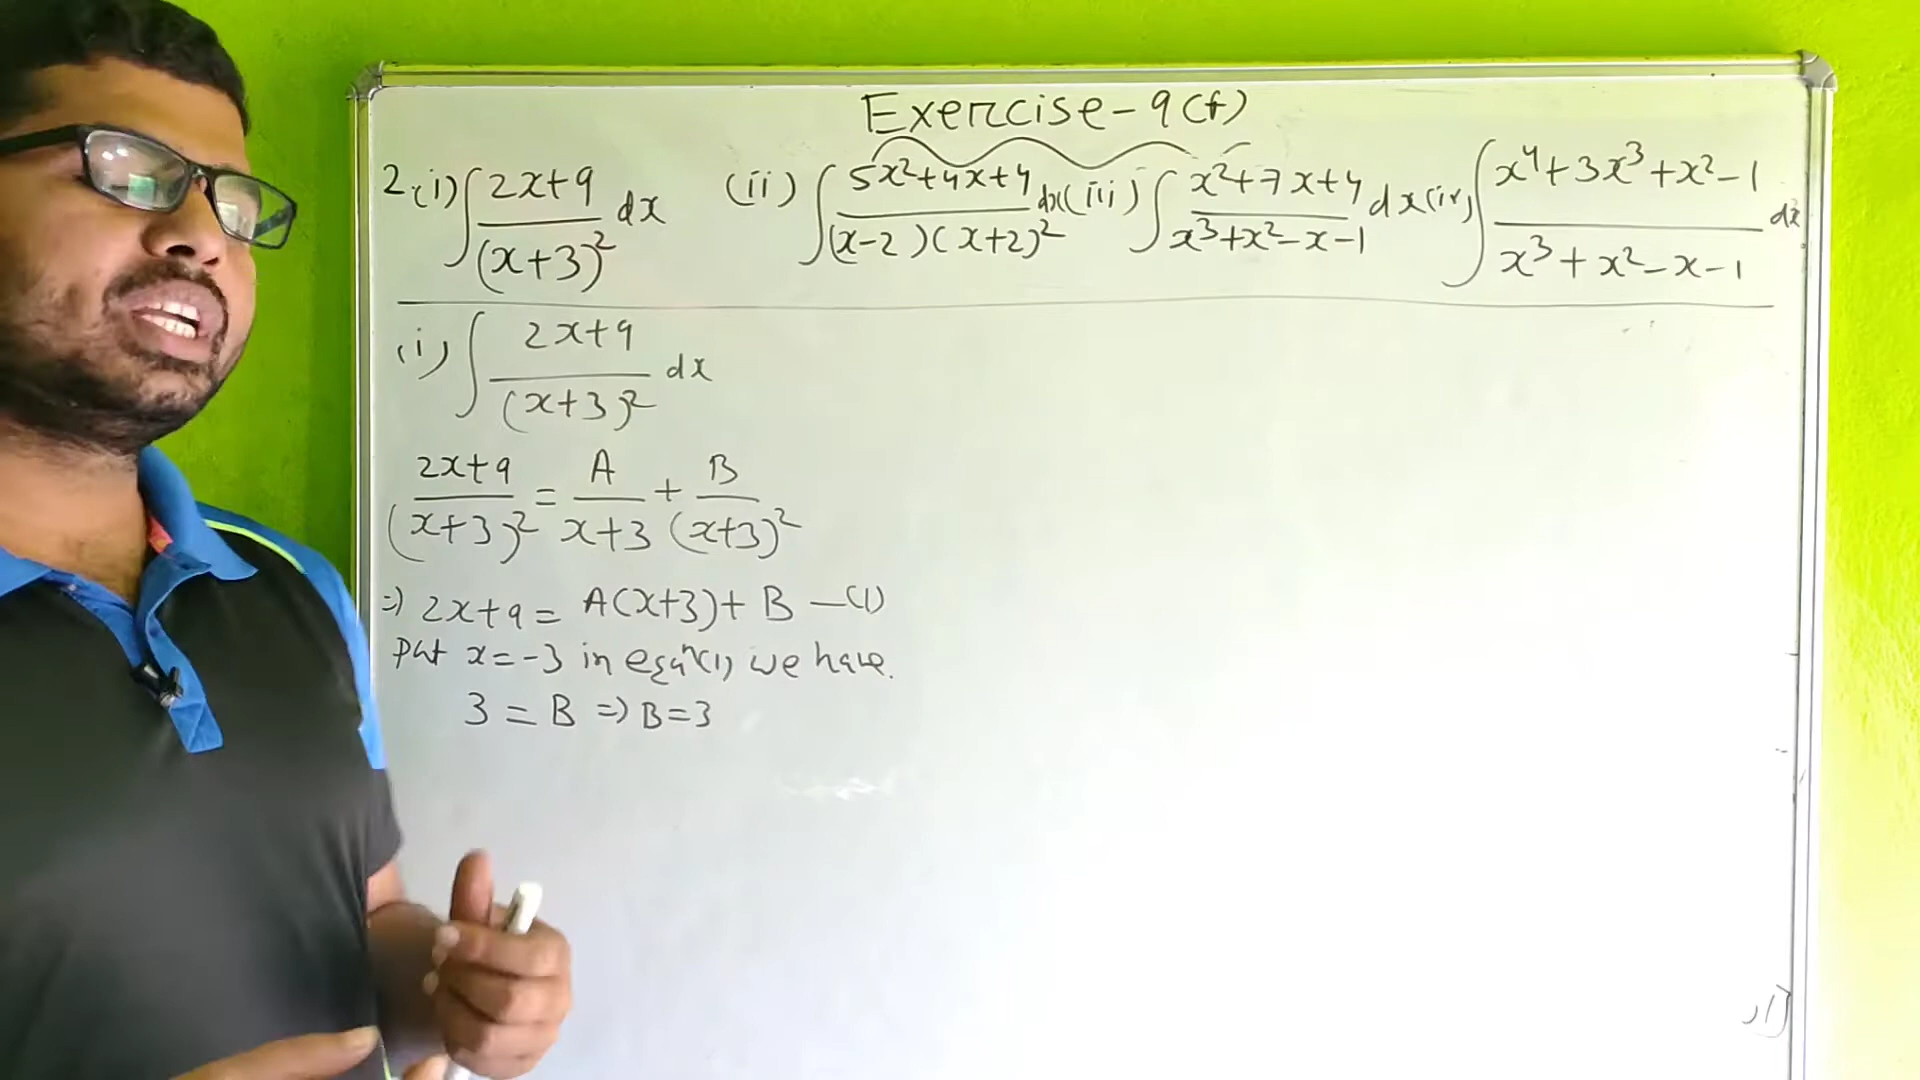 Exercise-9(f)
2(i) ∫ (2x+9)/(x+3)² dx (ii) ∫ (5x²+4x+4)/((x-2)(x+2)²) dx (iii) ∫ (x²+7x+4)/(x³+x²-x-1) dx (iv) ∫ (x⁴+3x³+x²-1)/(x³+x²-x-1) dx
(i) ∫ (2x+9)/(x+3)² dx
(2x+9)/(x+3)² = A/(x+3) + B/(x+3)²
=> 2x+9 = A(x+3)+ B —(1)
Put x=-3 in eqⁿ(1) we have.
3 = B => B=3